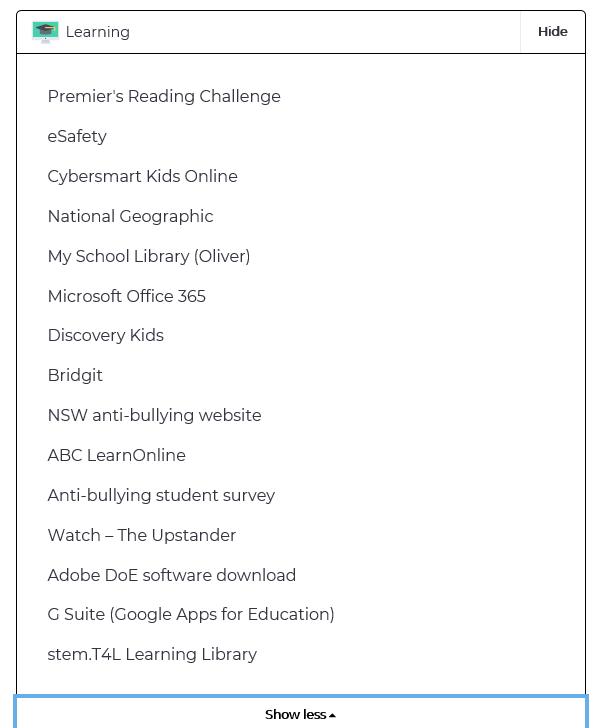 Learning
Hide
Premier's Reading Challenge
eSafety
Cybersmart Kids Online
National Geographic
My School Library (Oliver)
Microsoft Office 365
Discovery Kids
Bridgit
NSW anti-bullying website
ABC LearnOnline
Anti-bullying student survey
Watch – The Upstander
Adobe DoE software download
G Suite (Google Apps for Education)
stem.T4L Learning Library
Show less